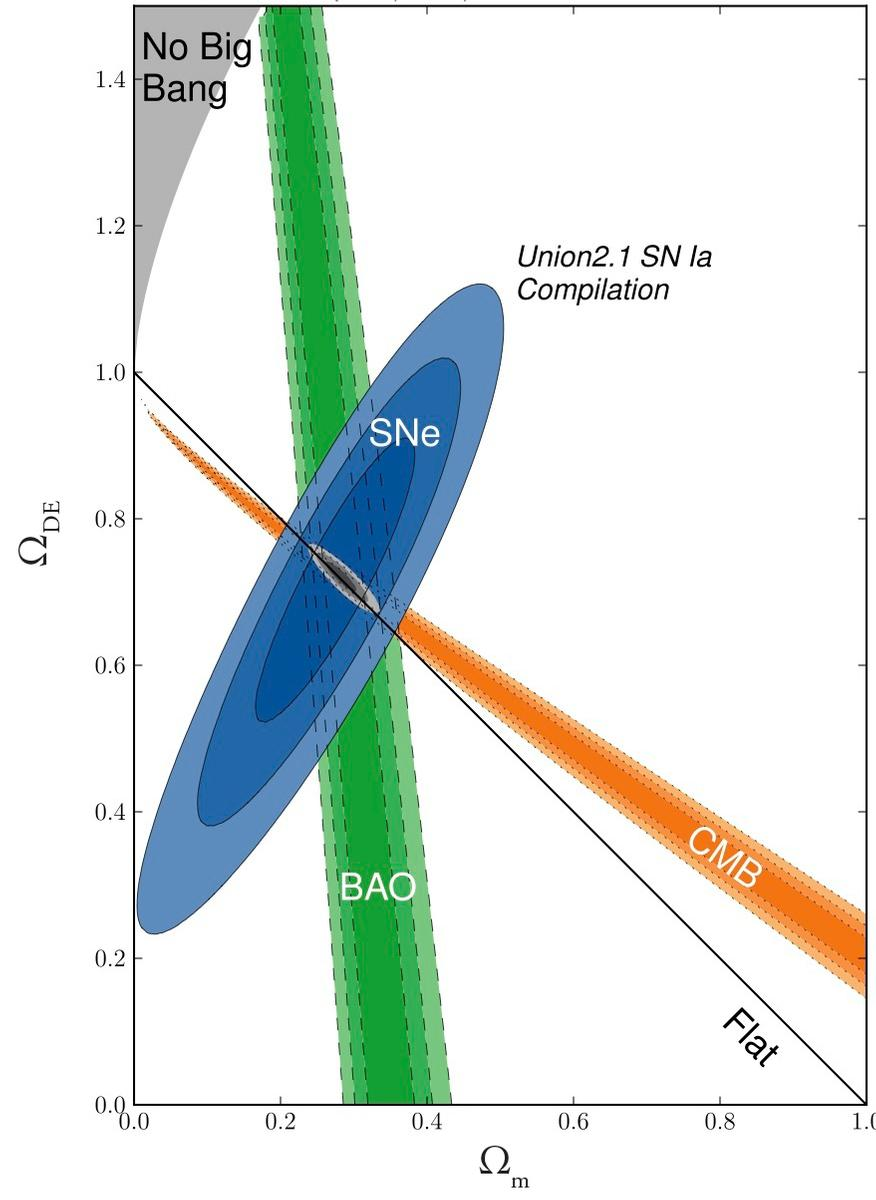 No Big
Bang
Union2.1 SN Ia
Compilation
SNe
BAO
CMB
Flat
1.4
1.2
1.0
0.8
0.6
0.4
0.2
0.0
0.0 0.2 0.4 0.6 0.8 1.0
Ω_DE
Ω_m